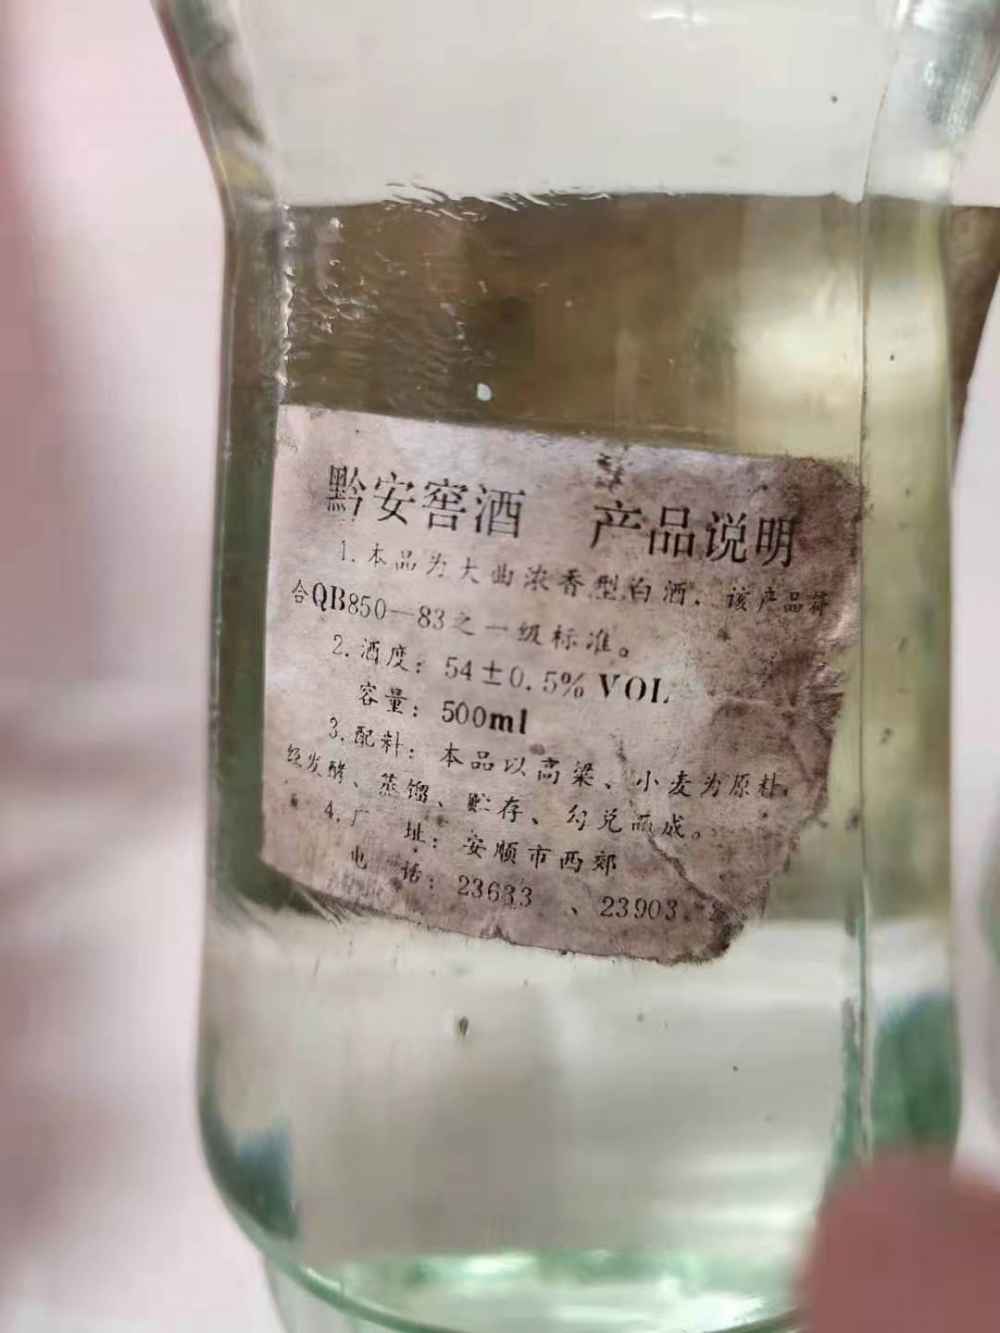 黔安窖酒 产品说明
1.本品为大曲浓香型白酒.该产品符
合QB850—83之一级标准。
2.酒度：54±0.5% VOL
容量：500ml
3.配料：本品以高粱、小麦为原料,
经发酵、蒸馏、贮存、勾兑而成。
4.厂 址：安顺市西郊
电 话：23633 、23903